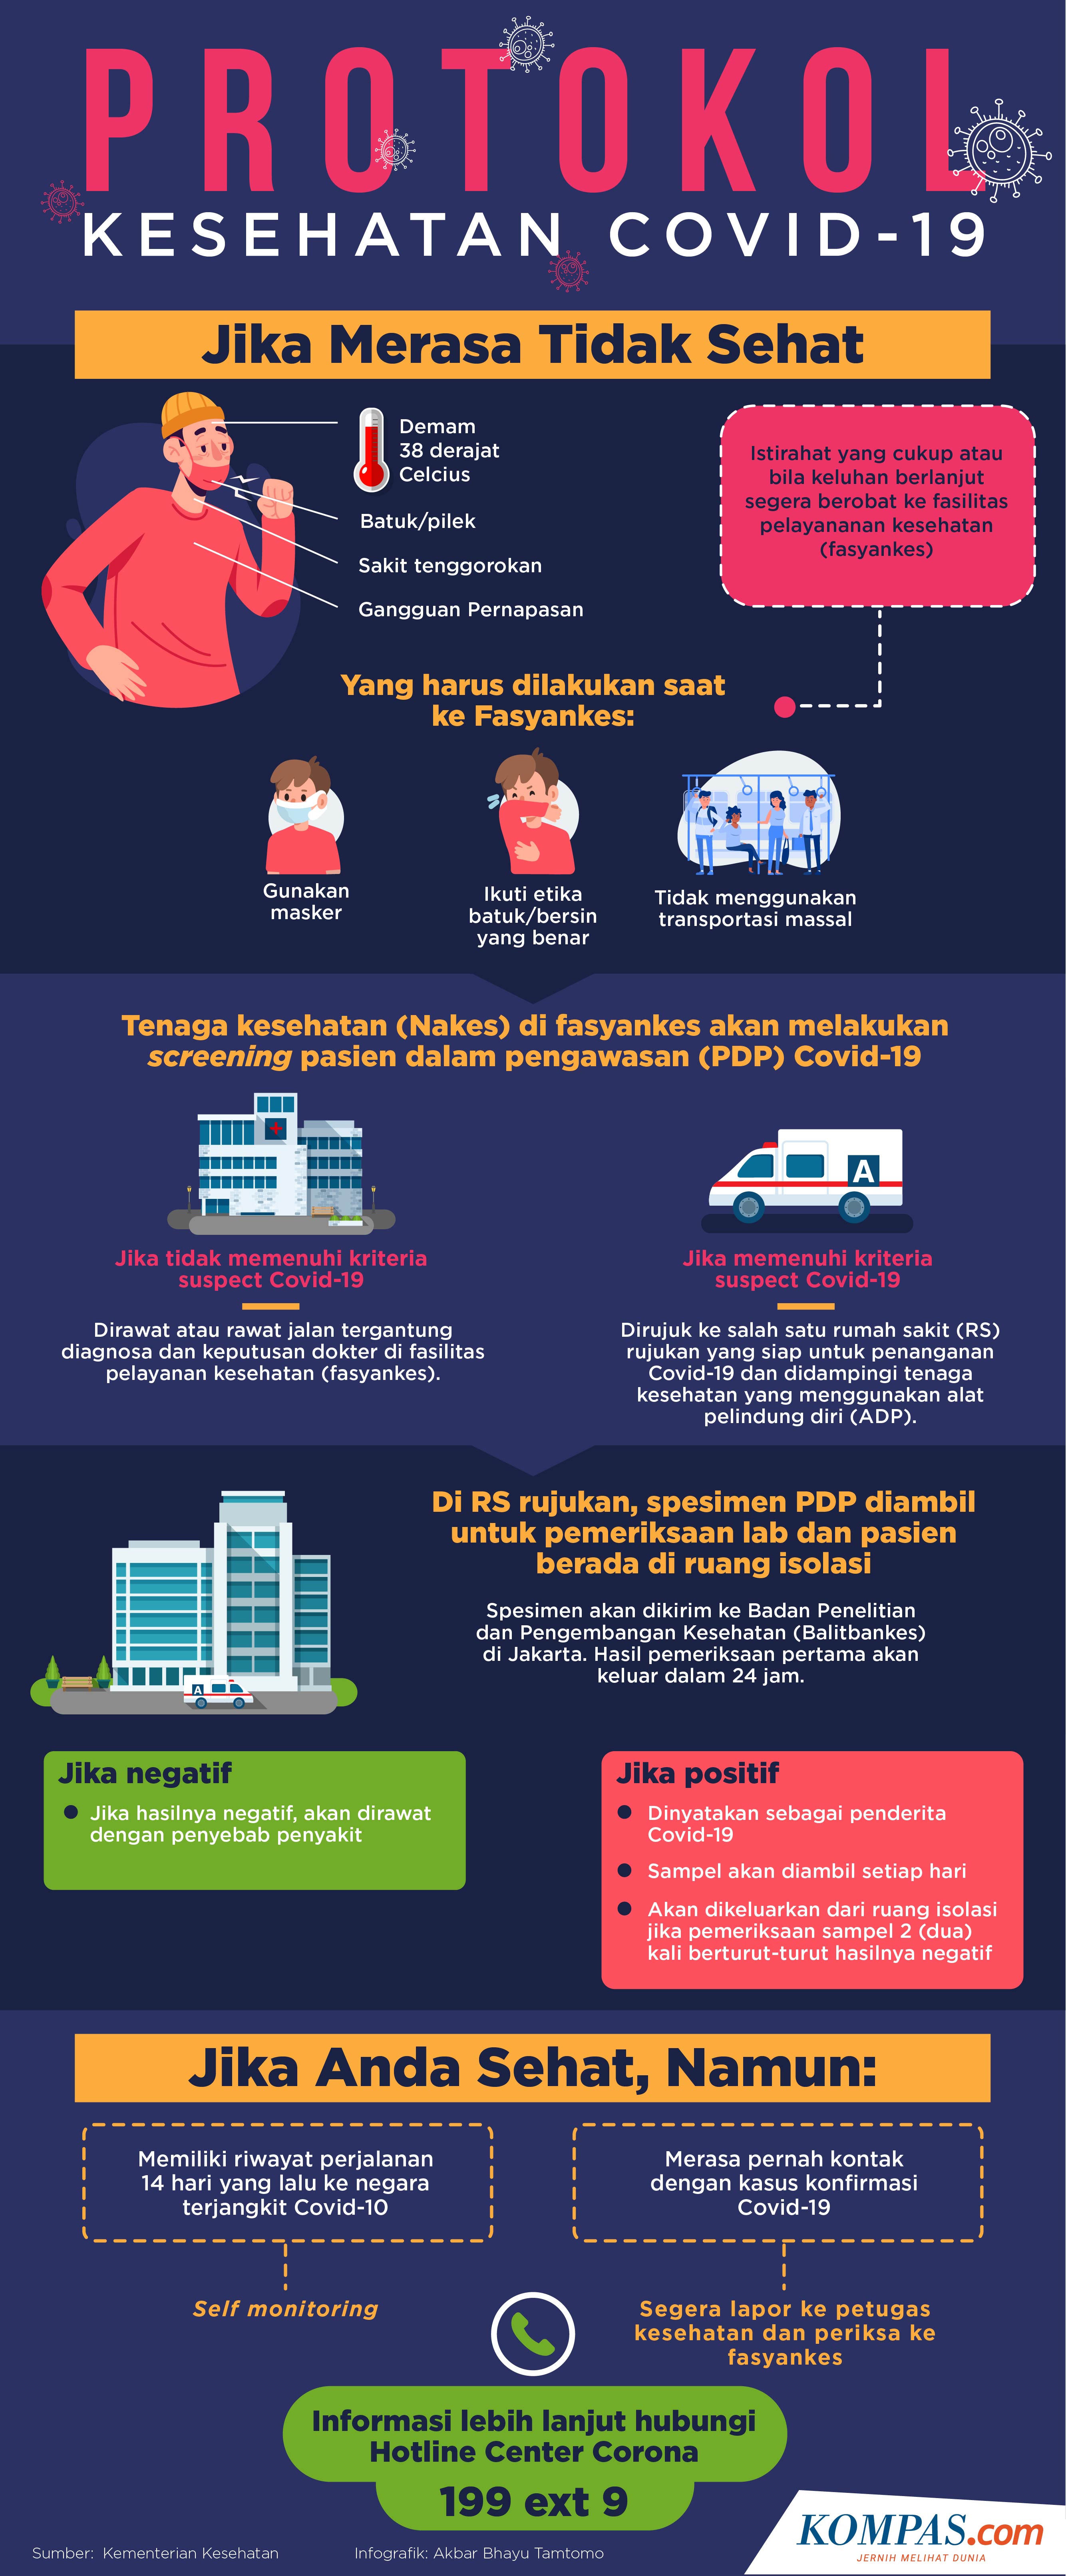 PROTOKOL
KESEHATAN COVID-19
Jika Merasa Tidak Sehat
Demam
38 derajat
Celcius
Batuk/pilek
Sakit tenggorokan
Gangguan Pernapasan
Istirahat yang cukup atau
bila keluhan berlanjut
segera berobat ke fasilitas
pelayananan kesehatan
(fasyankes)
Yang harus dilakukan saat
ke Fasyankes:
Gunakan
masker
Ikuti etika
batuk/bersin
yang benar
Tidak menggunakan
transportasi massal
Tenaga kesehatan (Nakes) di fasyankes akan melakukan
screening pasien dalam pengawasan (PDP) Covid-19
A
Jika tidak memenuhi kriteria
suspect Covid-19
Dirawat atau rawat jalan tergantung
diagnosa dan keputusan dokter di fasilitas
pelayanan kesehatan (fasyankes).
Jika memenuhi kriteria
suspect Covid-19
Dirujuk ke salah satu rumah sakit (RS)
rujukan yang siap untuk penanganan
Covid-19 dan didampingi tenaga
kesehatan yang menggunakan alat
pelindung diri (ADP).
Di RS rujukan, spesimen PDP diambil
untuk pemeriksaan lab dan pasien
berada di ruang isolasi
Spesimen akan dikirim ke Badan Penelitian
dan Pengembangan Kesehatan (Balitbankes)
di Jakarta. Hasil pemeriksaan pertama akan
keluar dalam 24 jam.
A
Jika negatif
Jika hasilnya negatif, akan dirawat
dengan penyebab penyakit
Jika positif
Dinyatakan sebagai penderita
Covid-19
Sampel akan diambil setiap hari
Akan dikeluarkan dari ruang isolasi
jika pemeriksaan sampel 2 (dua)
kali berturut-turut hasilnya negatif
Jika Anda Sehat, Namun:
Memiliki riwayat perjalanan
14 hari yang lalu ke negara
terjangkit Covid-10
Self monitoring
Merasa pernah kontak
dengan kasus konfirmasi
Covid-19
Segera lapor ke petugas
kesehatan dan periksa ke
fasyankes
Informasi lebih lanjut hubungi
Hotline Center Corona
199 ext 9
Sumber: Kementerian Kesehatan
Infografik: Akbar Bhayu Tamtomo
KOMPAS.com
JERNIH MELIHAT DUNIA